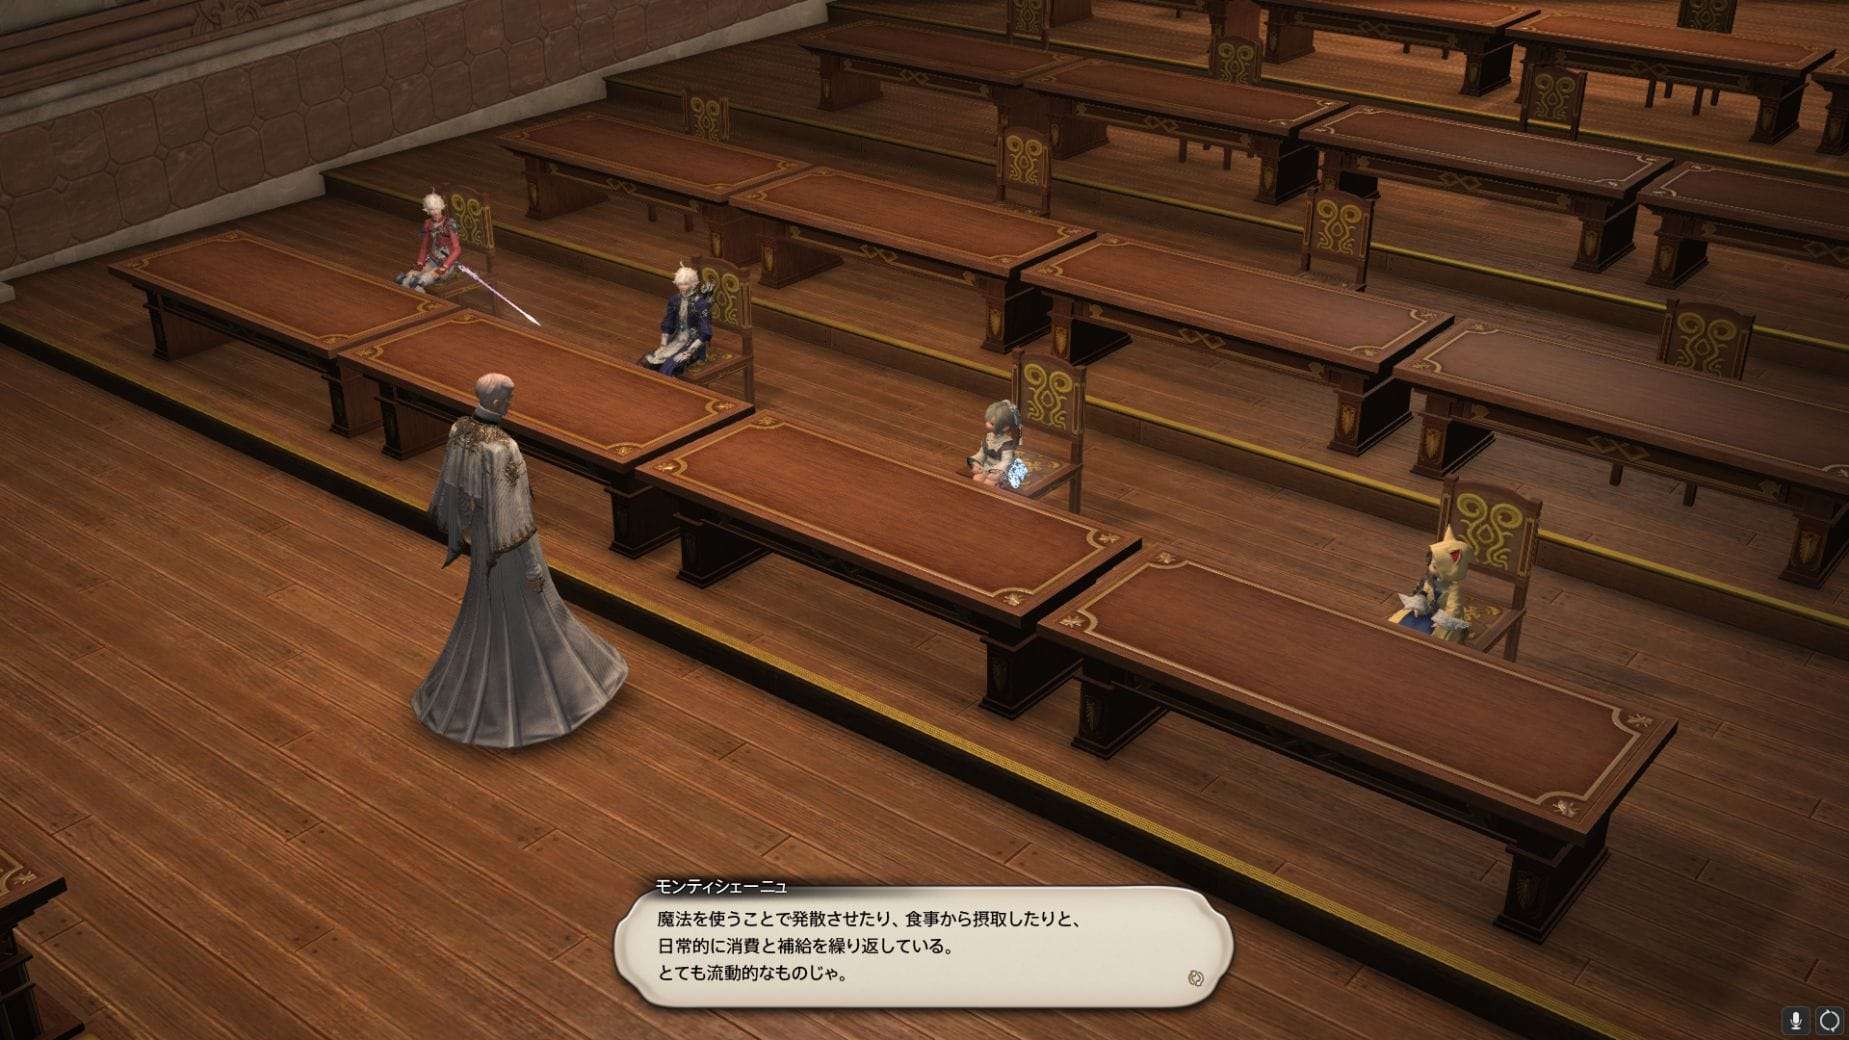 モンティシェーニュ
魔法を使うことで発散させたり、食事から摂取したりと、
日常的に消費と補給を繰り返している。
とても流動的なものじゃ。